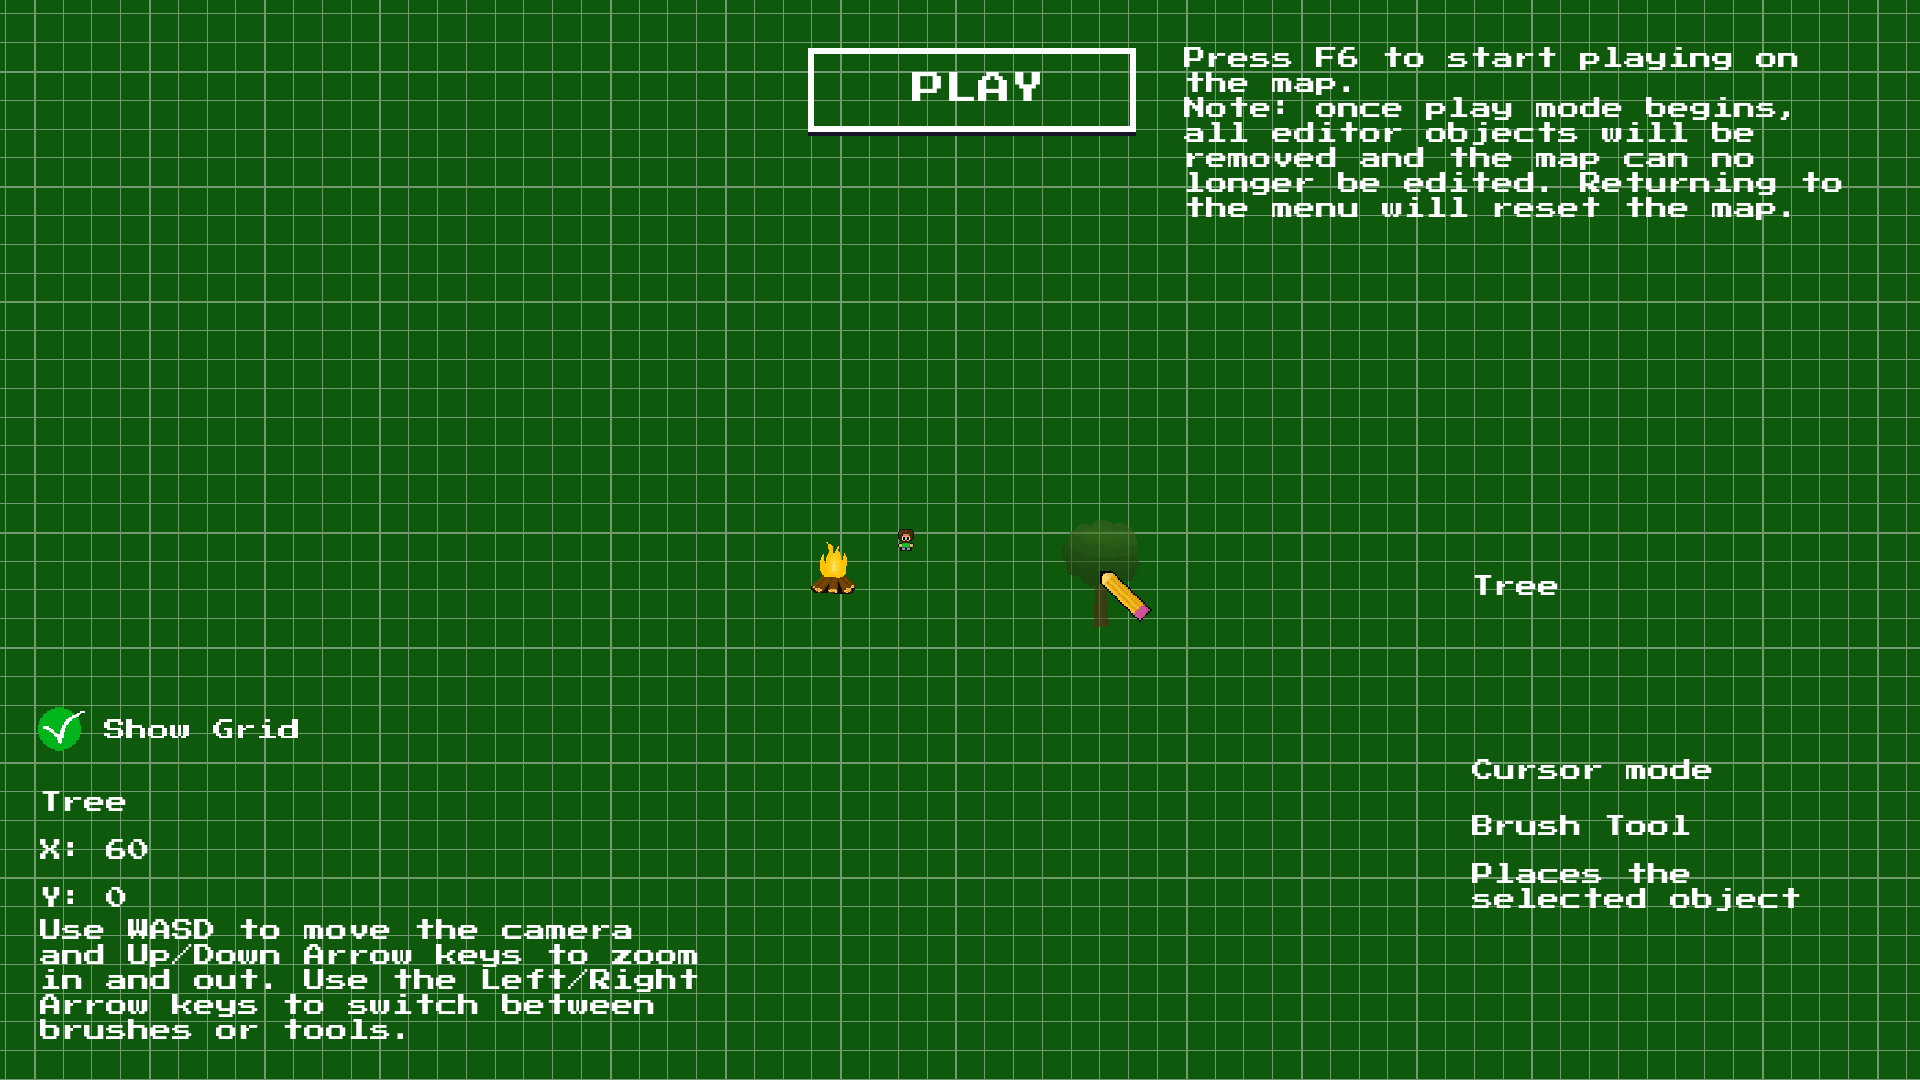 PLAY
Press F6 to start playing on
the map.
Note: once play mode begins,
all editor objects will be
removed and the map can no
longer be edited. Returning to
the menu will reset the map.
Tree
Show Grid
Tree
X: 60
Y: 0
Use WASD to move the camera
and Up/Down Arrow keys to zoom
in and out. Use the Left/Right
Arrow keys to switch between
brushes or tools.
Cursor mode
Brush Tool
Places the
selected object